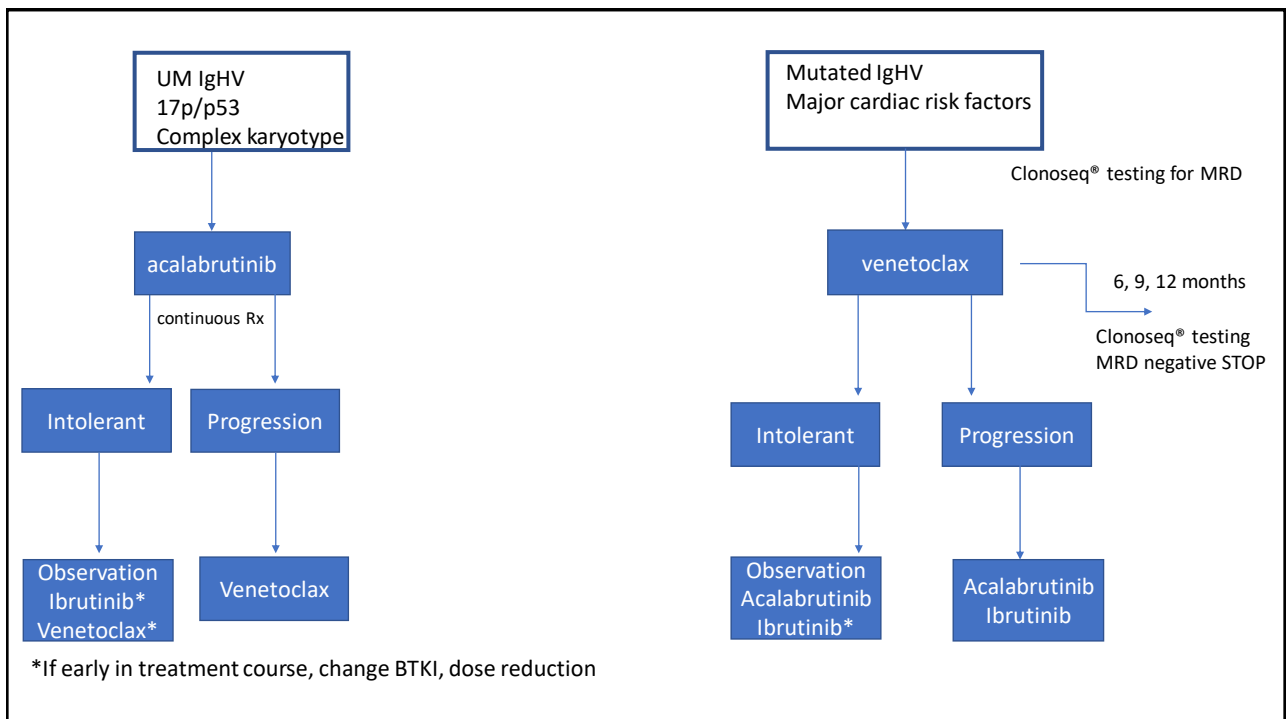 UM IgHV
17p/p53
Complex karyotype
acalabrutinib
continuous Rx
Intolerant
Progression
Observation
Ibrutinib*
Venetoclax*
Venetoclax
*If early in treatment course, change BTKI, dose reduction
Mutated IgHV
Major cardiac risk factors
Clonoseq® testing for MRD
venetoclax
6, 9, 12 months
Clonoseq® testing
MRD negative STOP
Intolerant
Progression
Observation
Acalabrutinib
Ibrutinib*
Acalabrutinib
Ibrutinib